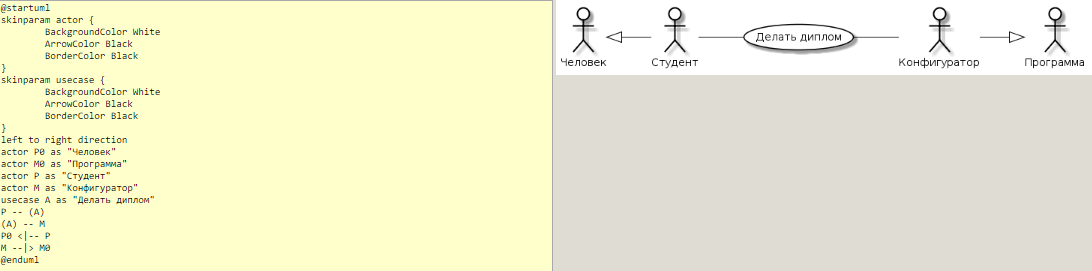 @startuml
skinparam actor {
BackgroundColor White
ArrowColor Black
BorderColor Black
}
skinparam usecase {
BackgroundColor White
ArrowColor Black
BorderColor Black
}
left to right direction
actor P0 as "Человек"
actor M0 as "Программа"
actor P as "Студент"
actor M as "Конфигуратор"
usecase A as "Делать диплом"
P -- (A)
(A) -- M
P0 <|-- P
M --|> M0
@enduml
Человек
Студент
Делать диплом
Конфигуратор
Программа